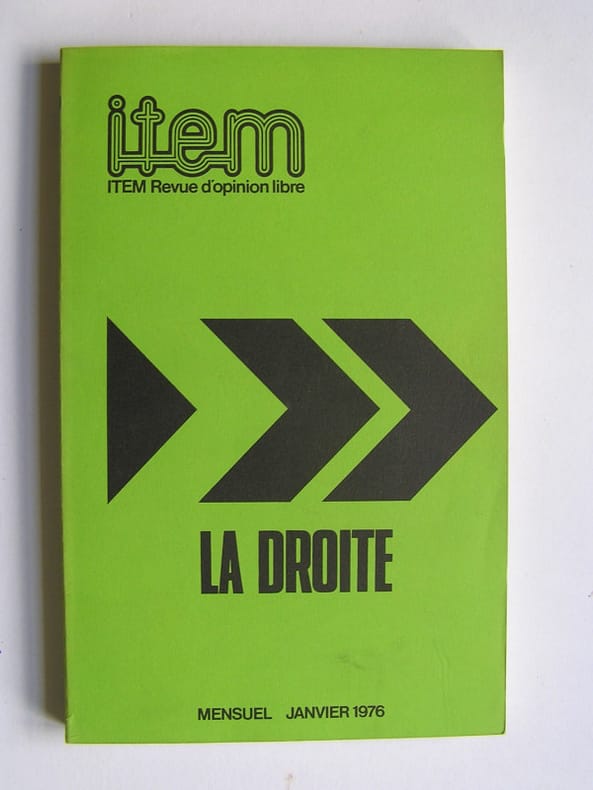 item
ITEM Revue d'opinion libre
LA DROITE
MENSUEL JANVIER 1976